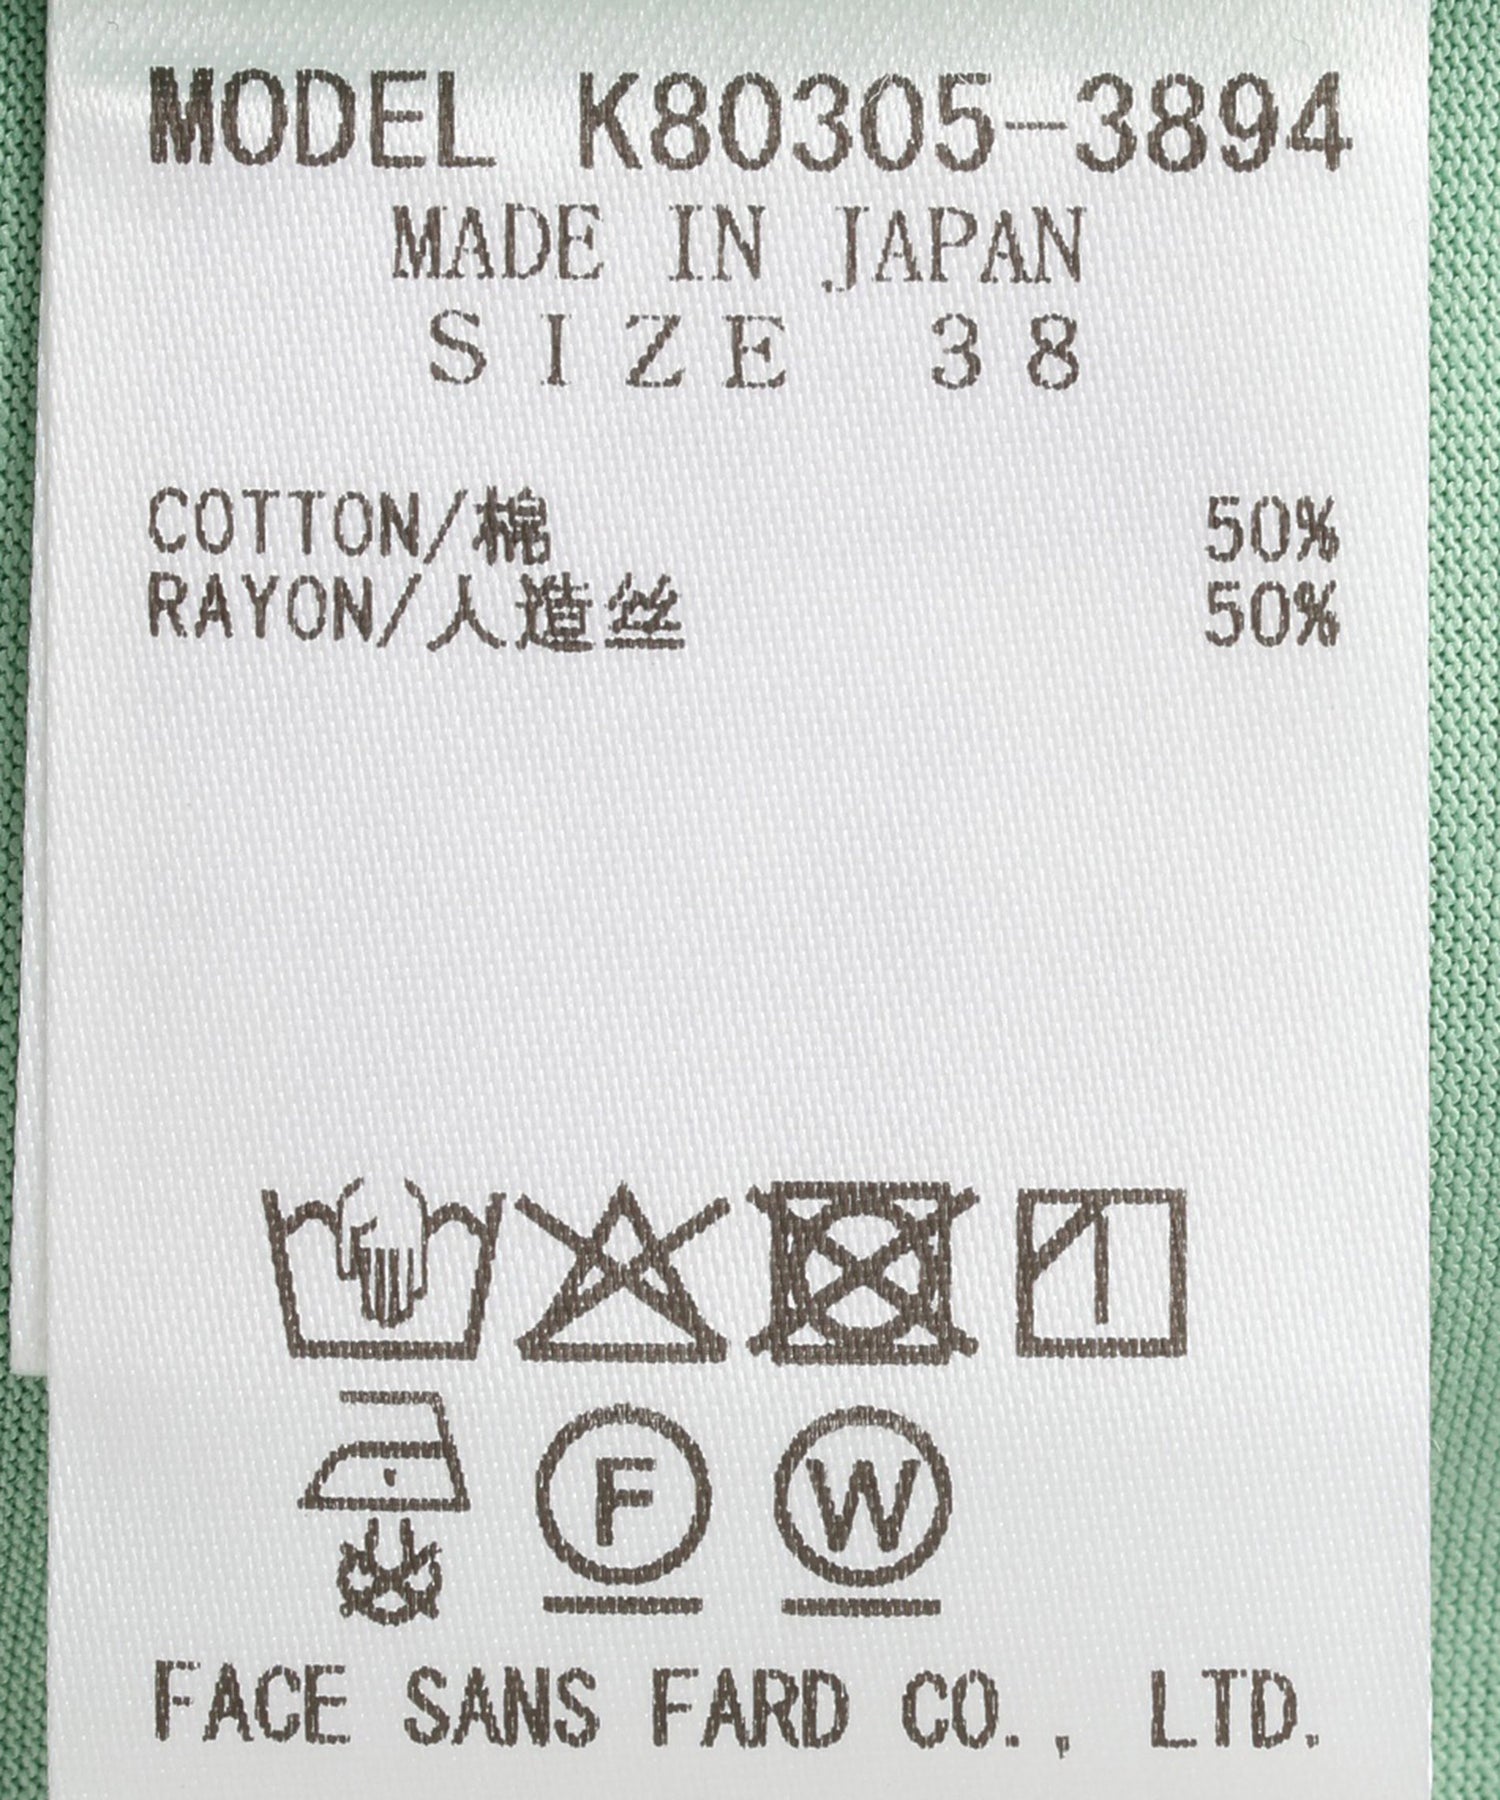 MODEL K80305-3894
MADE IN JAPAN
SIZE 38
COTTON/棉 50%
RAYON/人造丝 50%
F W
FACE SANS FARD CO., LTD.